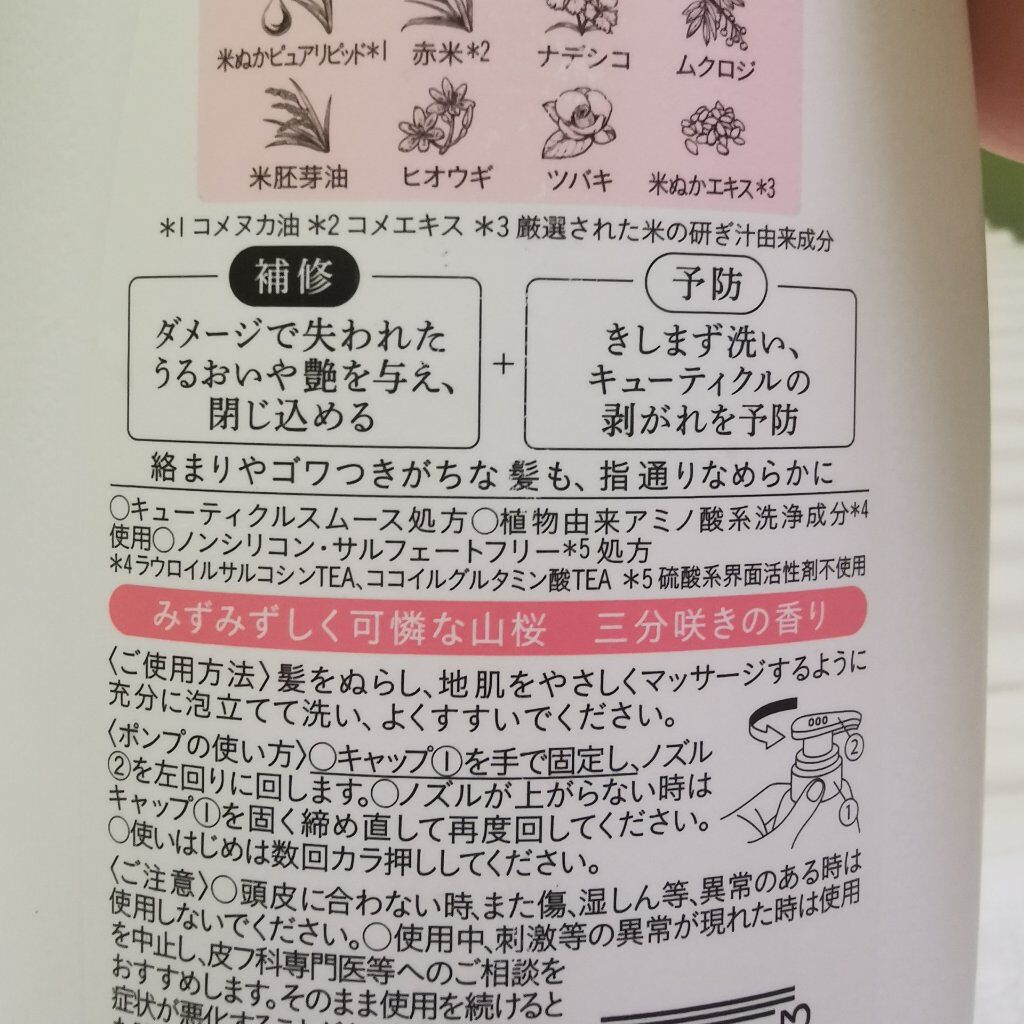 米ぬかピュアリピッド*1 赤米*2 ナデシコ ムクロジ
米胚芽油 ヒオウギ ツバキ 米ぬかエキス*3
*1 コメヌカ油 *2 コメエキス *3 厳選された米の研ぎ汁由来成分
補修
ダメージで失われた
うるおいや艶を与え、
閉じ込める
+
予防
きしまず洗い、
キューティクルの
剥がれを予防
絡まりやゴワつきがちな髪も、指通りなめらかに
○キューティクルスムース処方○植物由来アミノ酸系洗浄成分*4
使用○ノンシリコン・サルフェートフリー*5 処方
*4ラウロイルサルコシンTEA、ココイルグルタミン酸TEA *5 硫酸系界面活性剤不使用
みずみずしく可憐な山桜 三分咲きの香り
〈ご使用方法〉髪をぬらし、地肌をやさしくマッサージするように
充分に泡立てて洗い、よくすすいでください。
〈ポンプの使い方〉○キャップ①を手で固定し、ノズル
②を左回りに回します。○ノズルが上がらない時は
キャップ①を固く締め直して再度回してください。
○使いはじめは数回カラ押ししてください。
②
①
〈ご注意〉○頭皮に合わない時、また傷、湿しん等、異常のある時は
使用しないでください。○使用中、刺激等の異常が現れた時は使用
を中止し、皮フ科専門医等へのご相談を
おすすめします。そのまま使用を続けると
症状が悪化することが
3